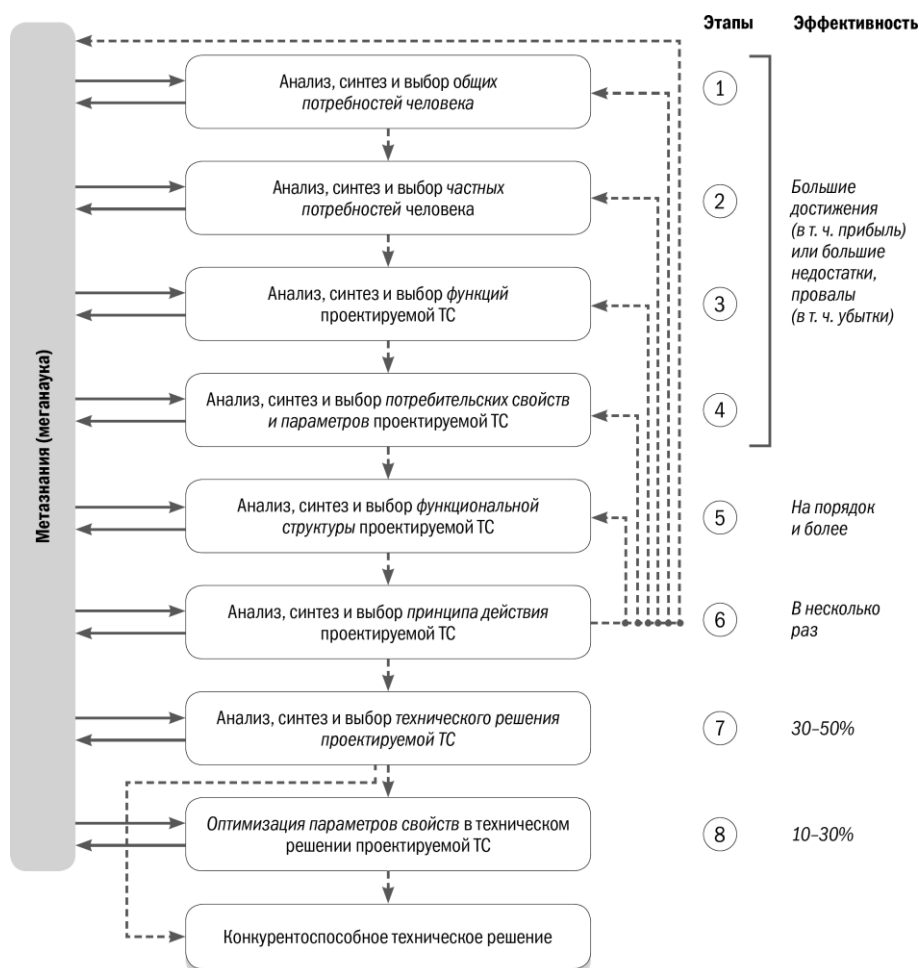 Этапы
Эффективность
Метазнания (меганаука)
Анализ, синтез и выбор общих
потребностей человека
1
Анализ, синтез и выбор частных
потребностей человека
2
Большие
достижения
(в т. ч. прибыль)
или большие
недостатки,
провалы
(в т. ч. убытки)
Анализ, синтез и выбор функций
проектируемой ТС
3
Анализ, синтез и выбор потребительских свойств
и параметров проектируемой ТС
4
Анализ, синтез и выбор функциональной
структуры проектируемой ТС
5
На порядок
и более
Анализ, синтез и выбор принципа действия
проектируемой ТС
6
В несколько
раз
Анализ, синтез и выбор технического решения
проектируемой ТС
7
30–50%
Оптимизация параметров свойств в техническом
решении проектируемой ТС
8
10–30%
Конкурентоспособное техническое решение